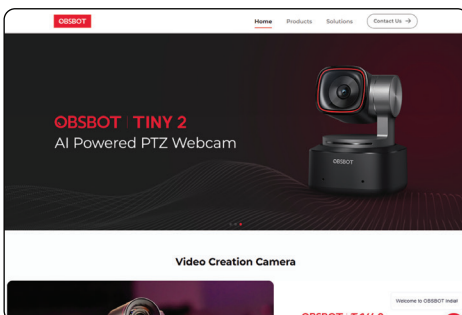 OBSBOT
Home Products Solutions Contact Us →
OBSBOT TINY 2
AI Powered PTZ Webcam
OBSBOT
Video Creation Camera
Welcome to OBSBOT India!